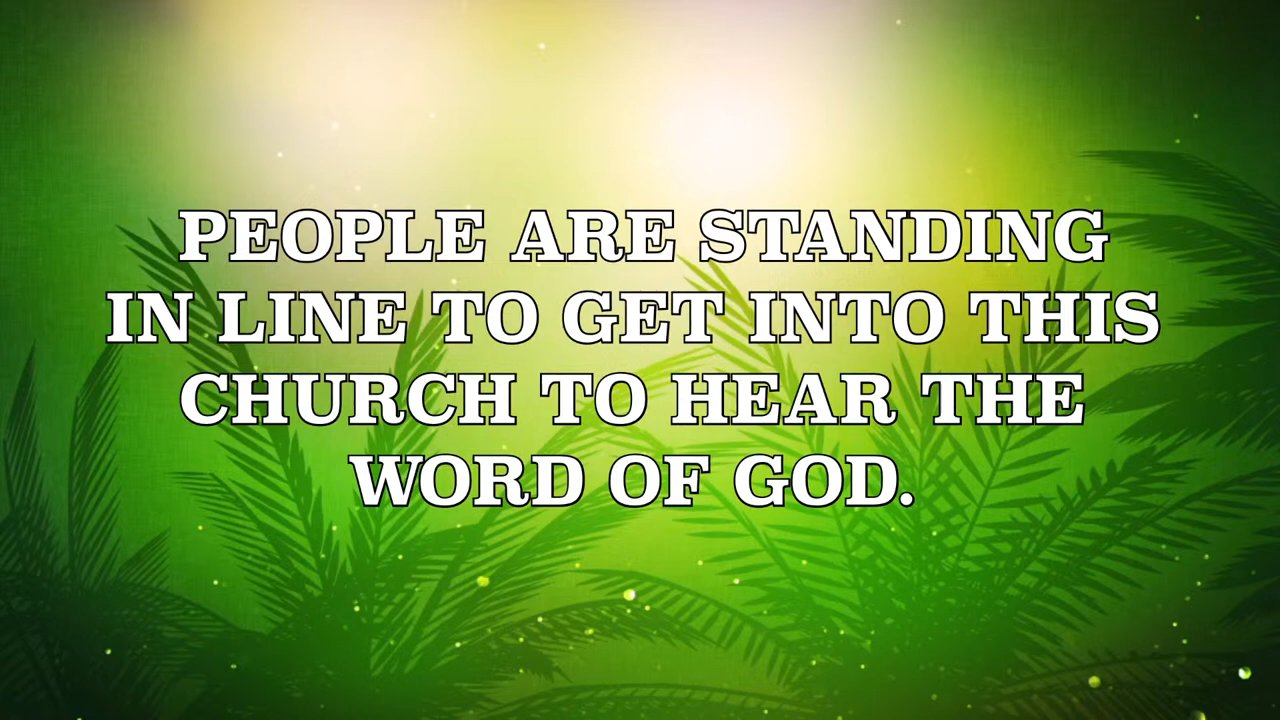 PEOPLE ARE STANDING
IN LINE TO GET INTO THIS
CHURCH TO HEAR THE
WORD OF GOD.